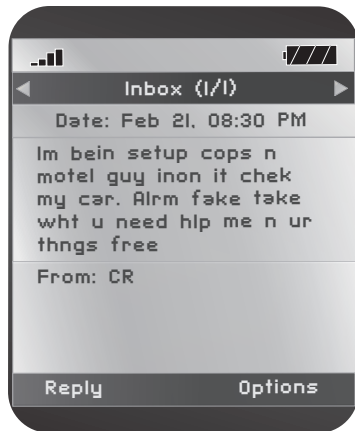 Inbox (1/1)
Date: Feb 21, 08:30 PM
Im bein setup cops n
motel guy inon it chek
my car. Alrm fake take
wht u need hlp me n ur
thngs free
From: CR
Reply Options